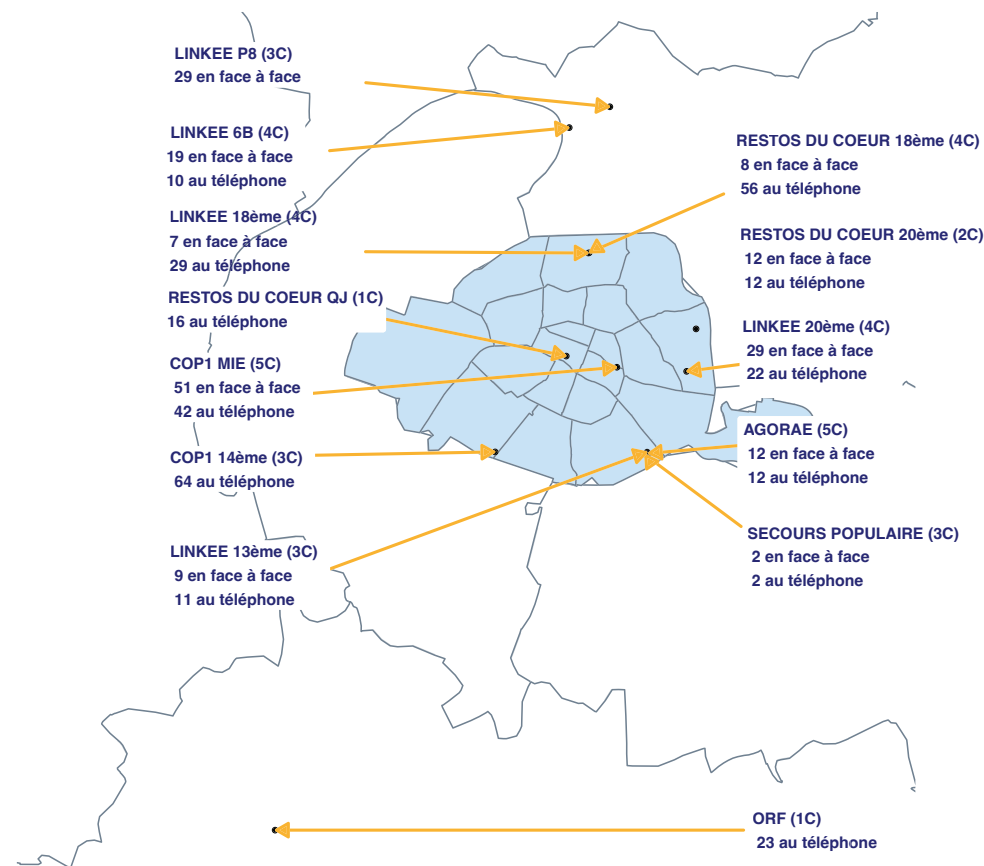 LINKEE P8 (3C)
29 en face à face
LINKEE 6B (4C)
19 en face à face
10 au téléphone
LINKEE 18ème (4C)
7 en face à face
29 au téléphone
RESTOS DU COEUR QJ (1C)
16 au téléphone
COP1 MIE (5C)
51 en face à face
42 au téléphone
COP1 14ème (3C)
64 au téléphone
LINKEE 13ème (3C)
9 en face à face
11 au téléphone
RESTOS DU COEUR 18ème (4C)
8 en face à face
56 au téléphone
RESTOS DU COEUR 20ème (2C)
12 en face à face
12 au téléphone
LINKEE 20ème (4C)
29 en face à face
22 au téléphone
AGORAE (5C)
12 en face à face
12 au téléphone
SECOURS POPULAIRE (3C)
2 en face à face
2 au téléphone
ORF (1C)
23 au téléphone